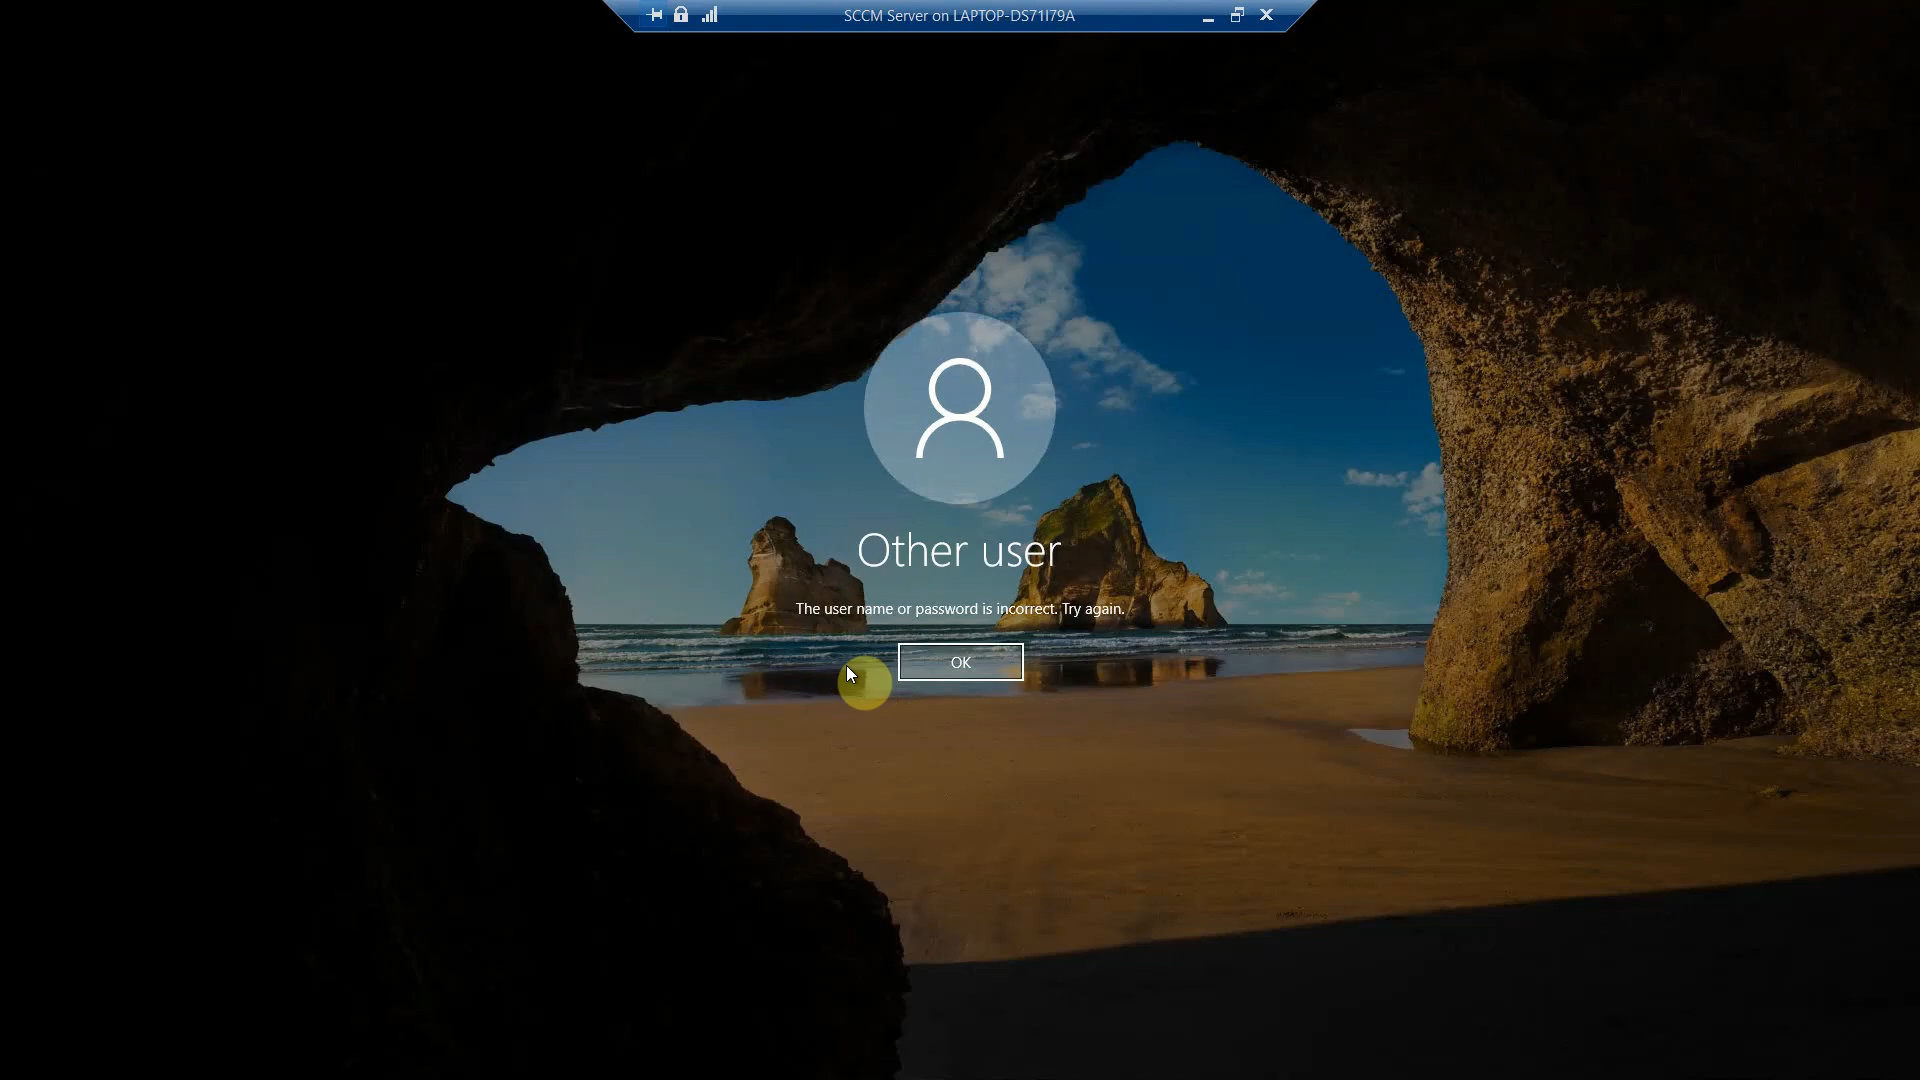 SCCM Server on LAPTOP-DS71I79A
Other user
The user name or password is incorrect. Try again.
OK